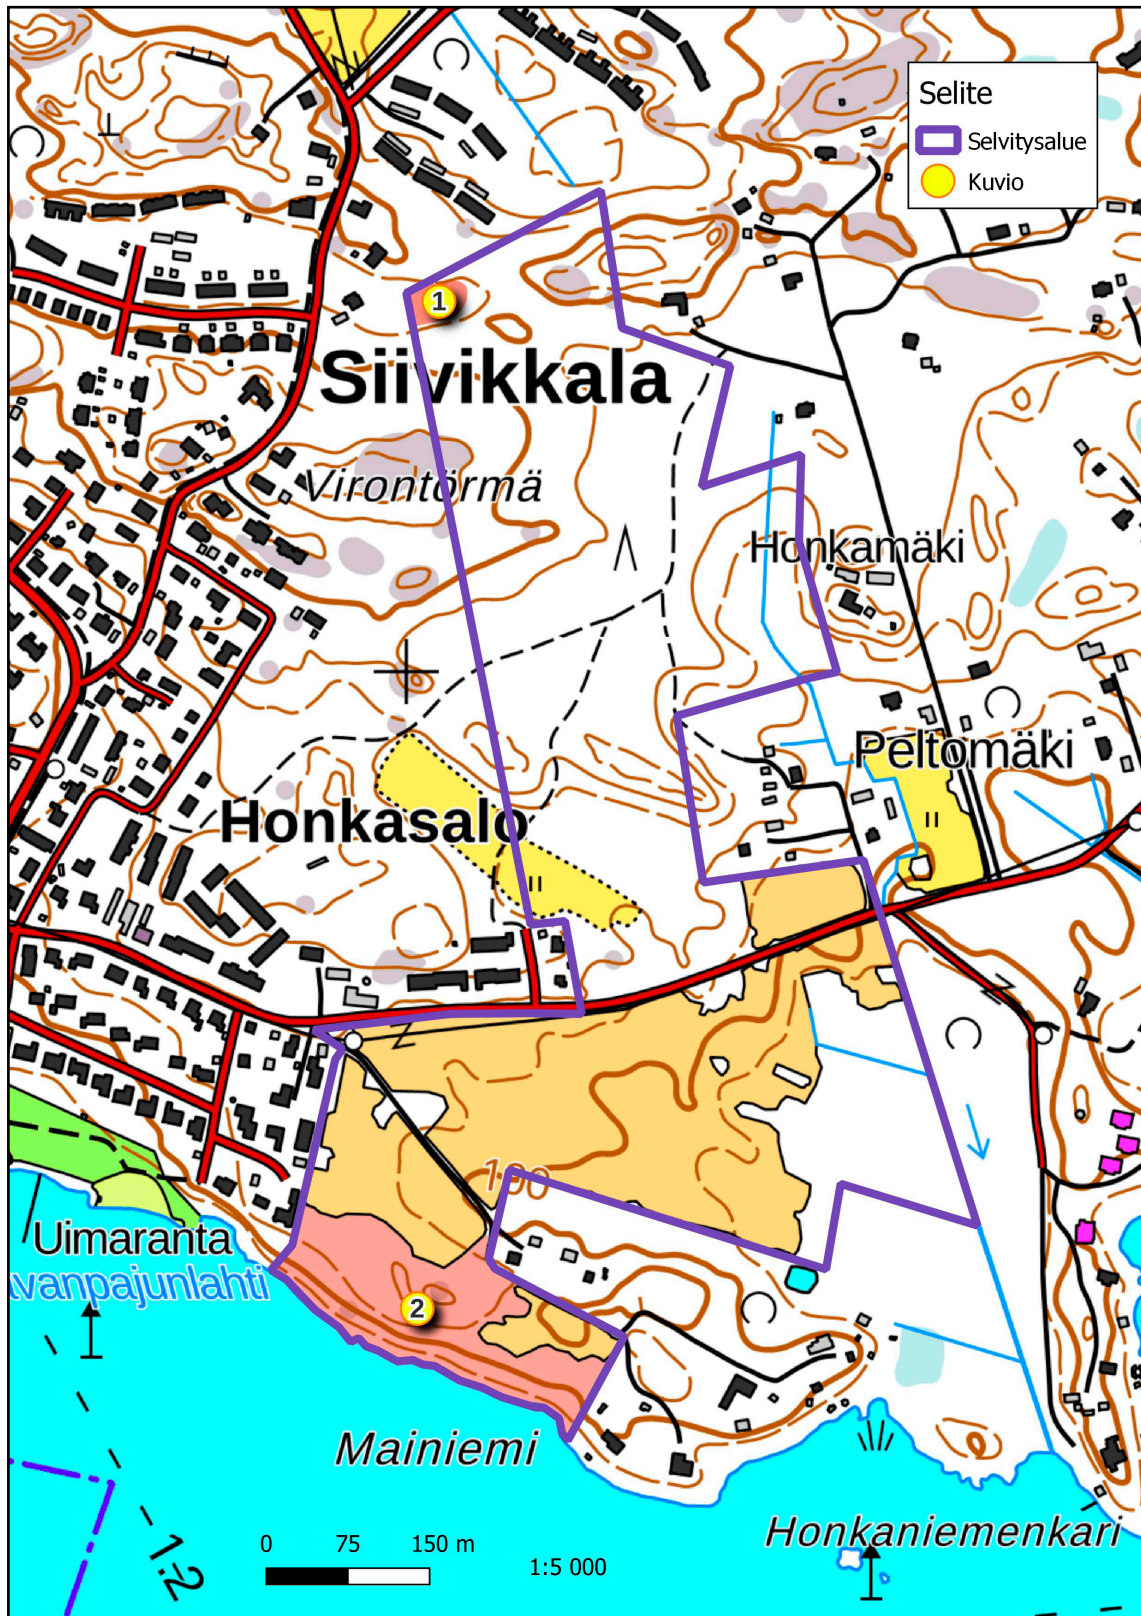 Selite
Selvitysalue
Kuvio
1
Siivikkala
Virontörmä
Honkamäki
Peltomäki
Honkasalo
100
Uimaranta
vanpajunlahti
2
Mainiemi
Honkaniemenkari
1:2
0 75 150 m
1:5 000